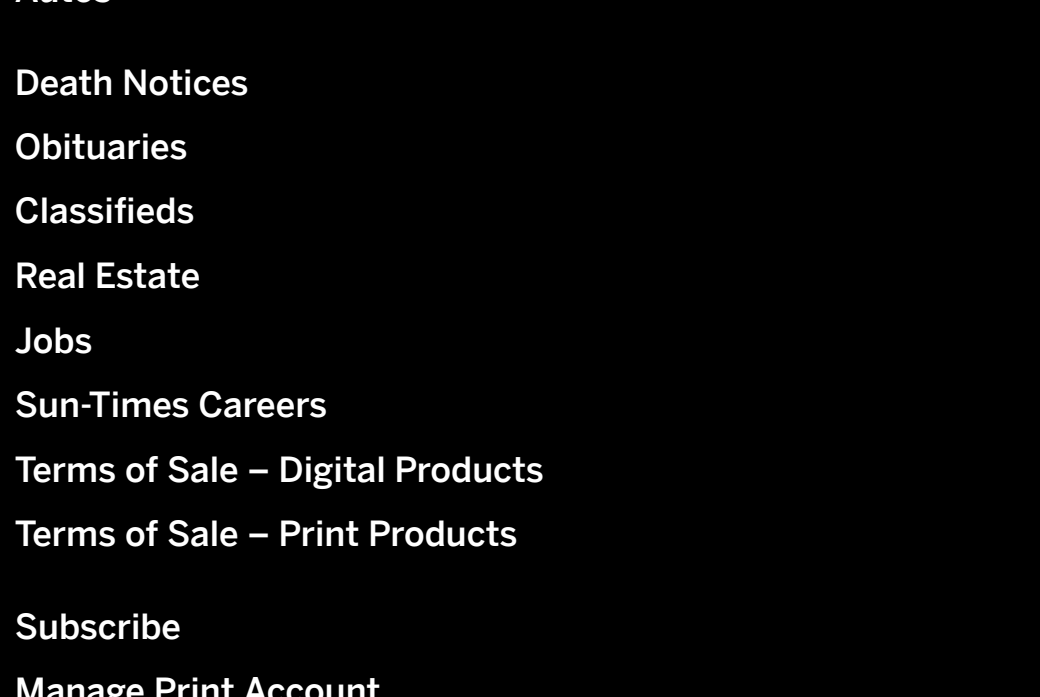 Death Notices
Obituaries
Classifieds
Real Estate
Jobs
Sun-Times Careers
Terms of Sale – Digital Products
Terms of Sale – Print Products
Subscribe
Manage Print Account